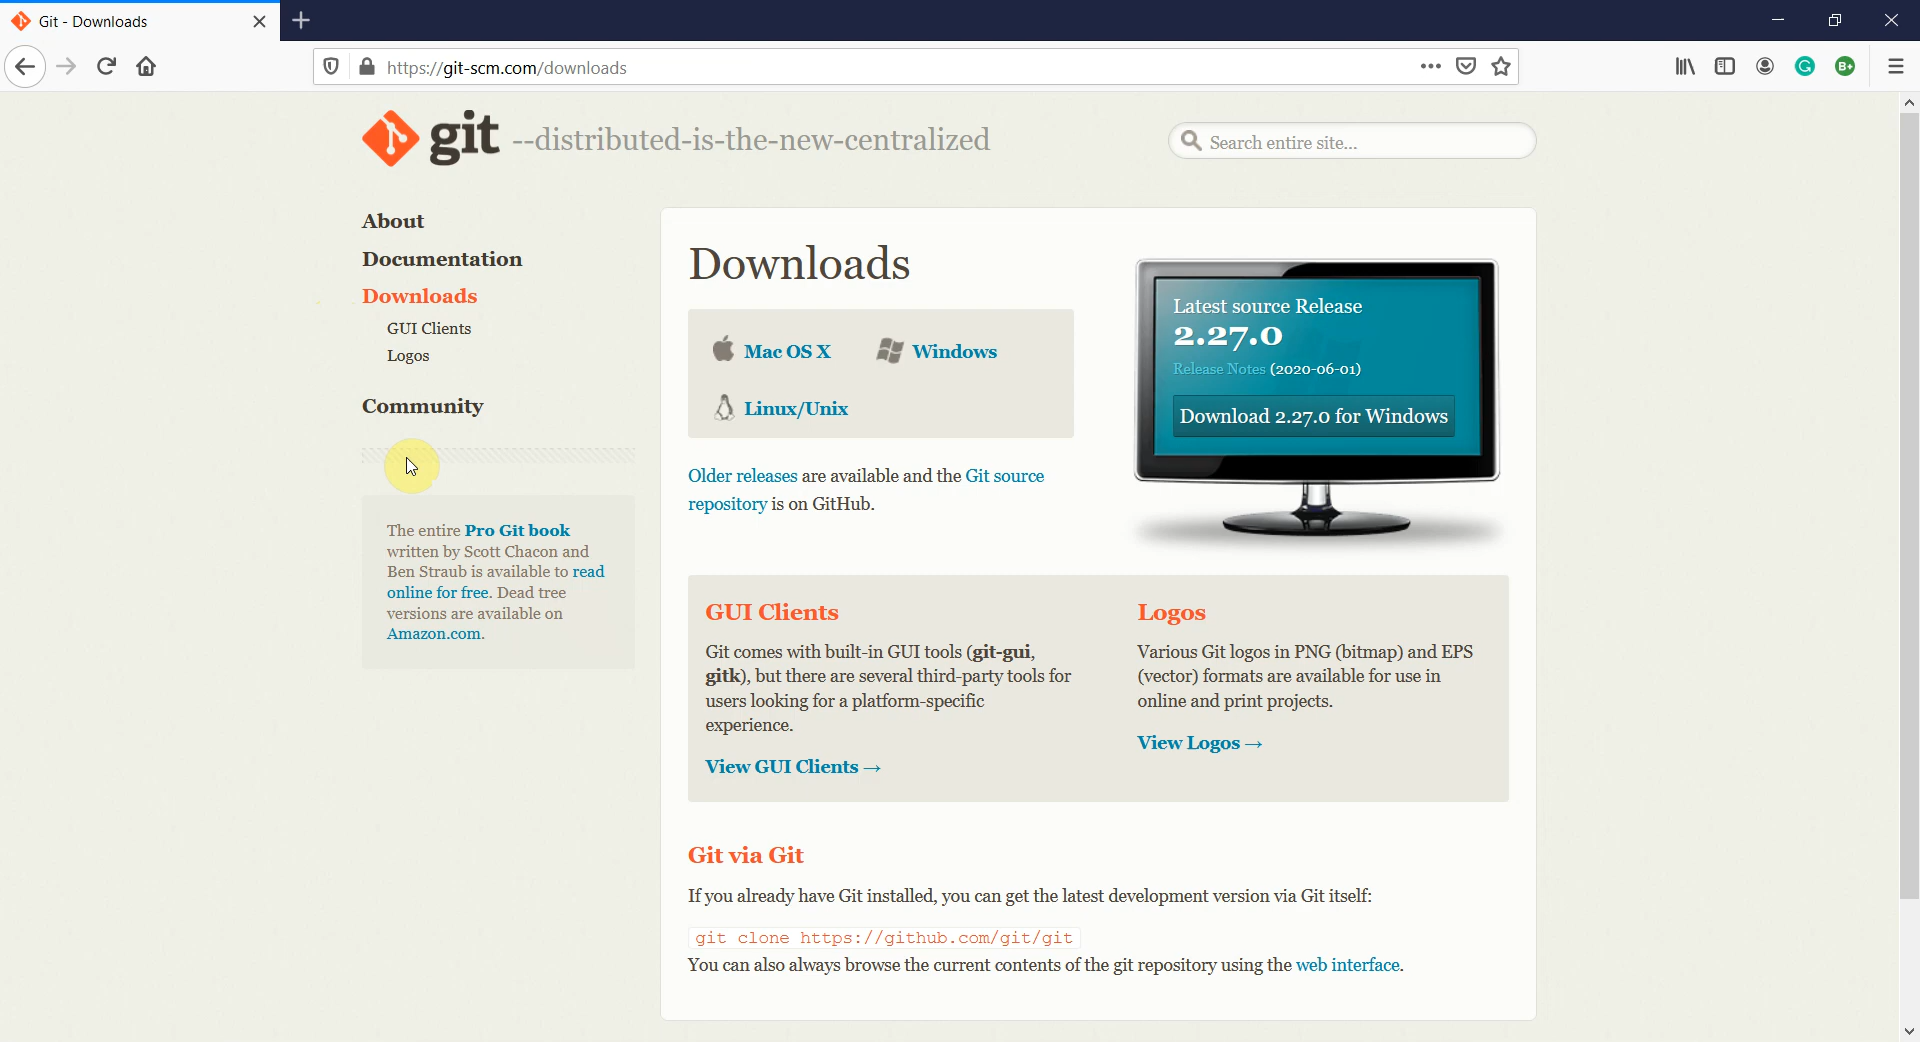 Git - Downloads
https://git-scm.com/downloads
B+
git --distributed-is-the-new-centralized
Search entire site...
About
Documentation
Downloads
GUI Clients
Logos
Community
The entire Pro Git book
written by Scott Chacon and
Ben Straub is available to read
online for free. Dead tree
versions are available on
Amazon.com.
Downloads
Mac OS X
Windows
Linux/Unix
Older releases are available and the Git source
repository is on GitHub.
Latest source Release
2.27.0
Release Notes (2020-06-01)
Download 2.27.0 for Windows
GUI Clients
Git comes with built-in GUI tools (git-gui,
gitk), but there are several third-party tools for
users looking for a platform-specific
experience.
View GUI Clients →
Logos
Various Git logos in PNG (bitmap) and EPS
(vector) formats are available for use in
online and print projects.
View Logos →
Git via Git
If you already have Git installed, you can get the latest development version via Git itself:
git clone https://github.com/git/git
You can also always browse the current contents of the git repository using the web interface.